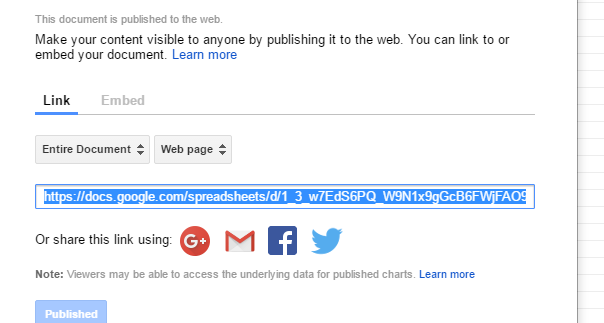 This document is published to the web.
Make your content visible to anyone by publishing it to the web. You can link to or
embed your document. Learn more
Link Embed
Entire Document Web page
https://docs.google.com/spreadsheets/d/1_3_w7EdS6PQ_W9N1x9gGcB6FWjFAO9
Or share this link using: G+ f
Note: Viewers may be able to access the underlying data for published charts. Learn more
Published